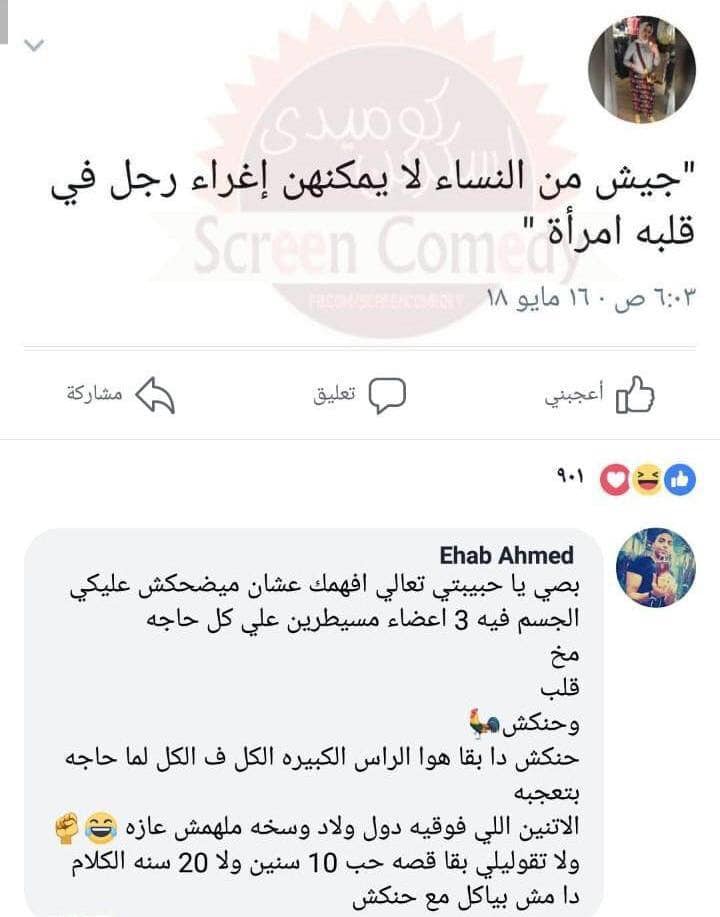 "جيش من النساء لا يمكنهن إغراء رجل في
قلبه امرأة "
٦:٠٣ ص · ١٦ مايو ١٨
اسكرين كوميدي
Screen Comedy
FB.COM/SCREENCOMEDY
أعجبني
تعليق
مشاركة
٩٠١
Ehab Ahmed
بصي يا حبيبتي تعالي افهمك عشان ميضحكش عليكي
الجسم فيه 3 اعضاء مسيطرين علي كل حاجه
مخ
قلب
وحنكش🐓
حنكش دا بقا هوا الراس الكبيره الكل ف الكل لما حاجه
بتعجبه
الاتنين اللي فوقيه دول ولاد وسخه ملهمش عازه 😂✊
ولا تقوليلي بقا قصه حب 10 سنين ولا 20 سنه الكلام
دا مش بياكل مع حنكش